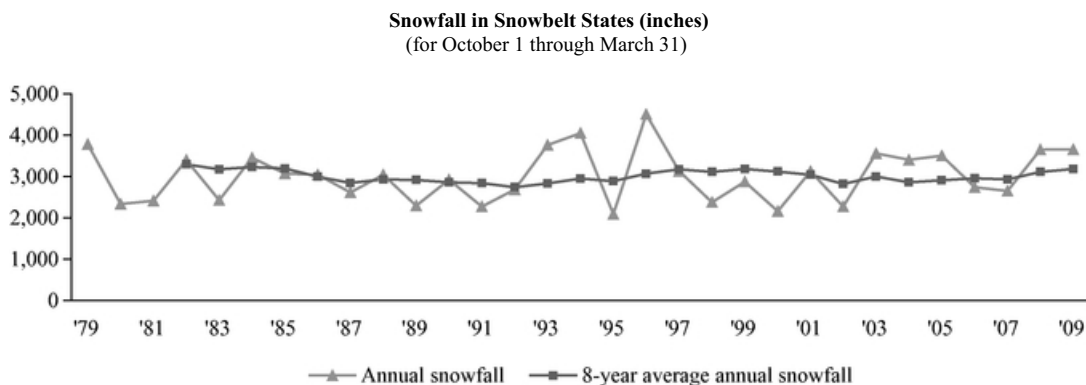 Snowfall in Snowbelt States (inches)
(for October 1 through March 31)
5,000
4,000
3,000
2,000
1,000
0
'79 '81 '83 '85 '87 '89 '91 '93 '95 '97 '99 '01 '03 '05 '07 '09
Annual snowfall 8-year average annual snowfall